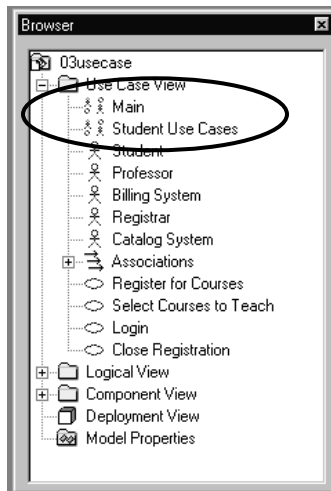 Browser
03usecase
Use Case View
Main
Student Use Cases
Student
Professor
Billing System
Registrar
Catalog System
Associations
Register for Courses
Select Courses to Teach
Login
Close Registration
Logical View
Component View
Deployment View
Model Properties